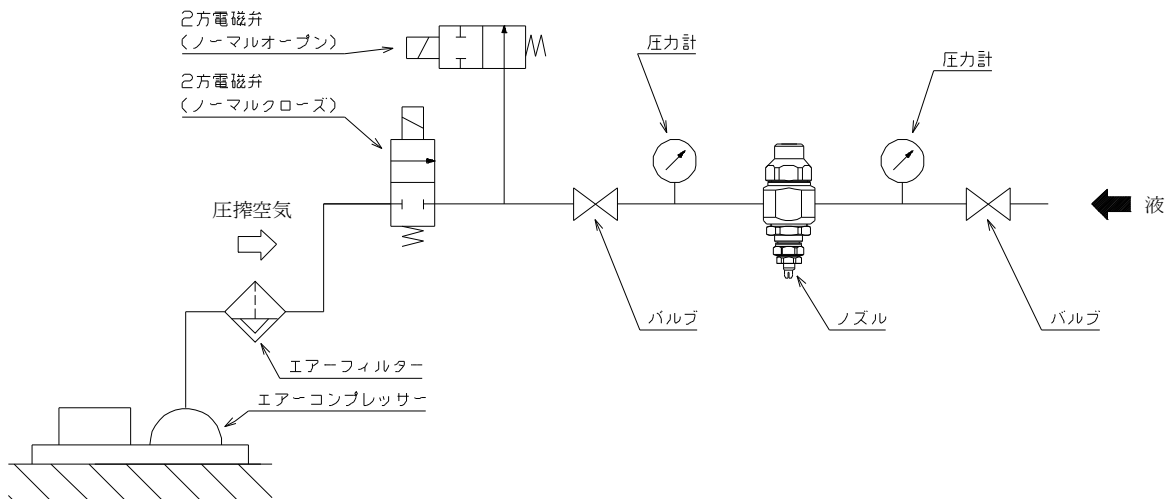 2方電磁弁
(ノーマルオープン)
2方電磁弁
(ノーマルクローズ)
圧力計
圧力計
圧搾空気
液
バルブ
ノズル
バルブ
エアーフィルター
エアーコンプレッサー